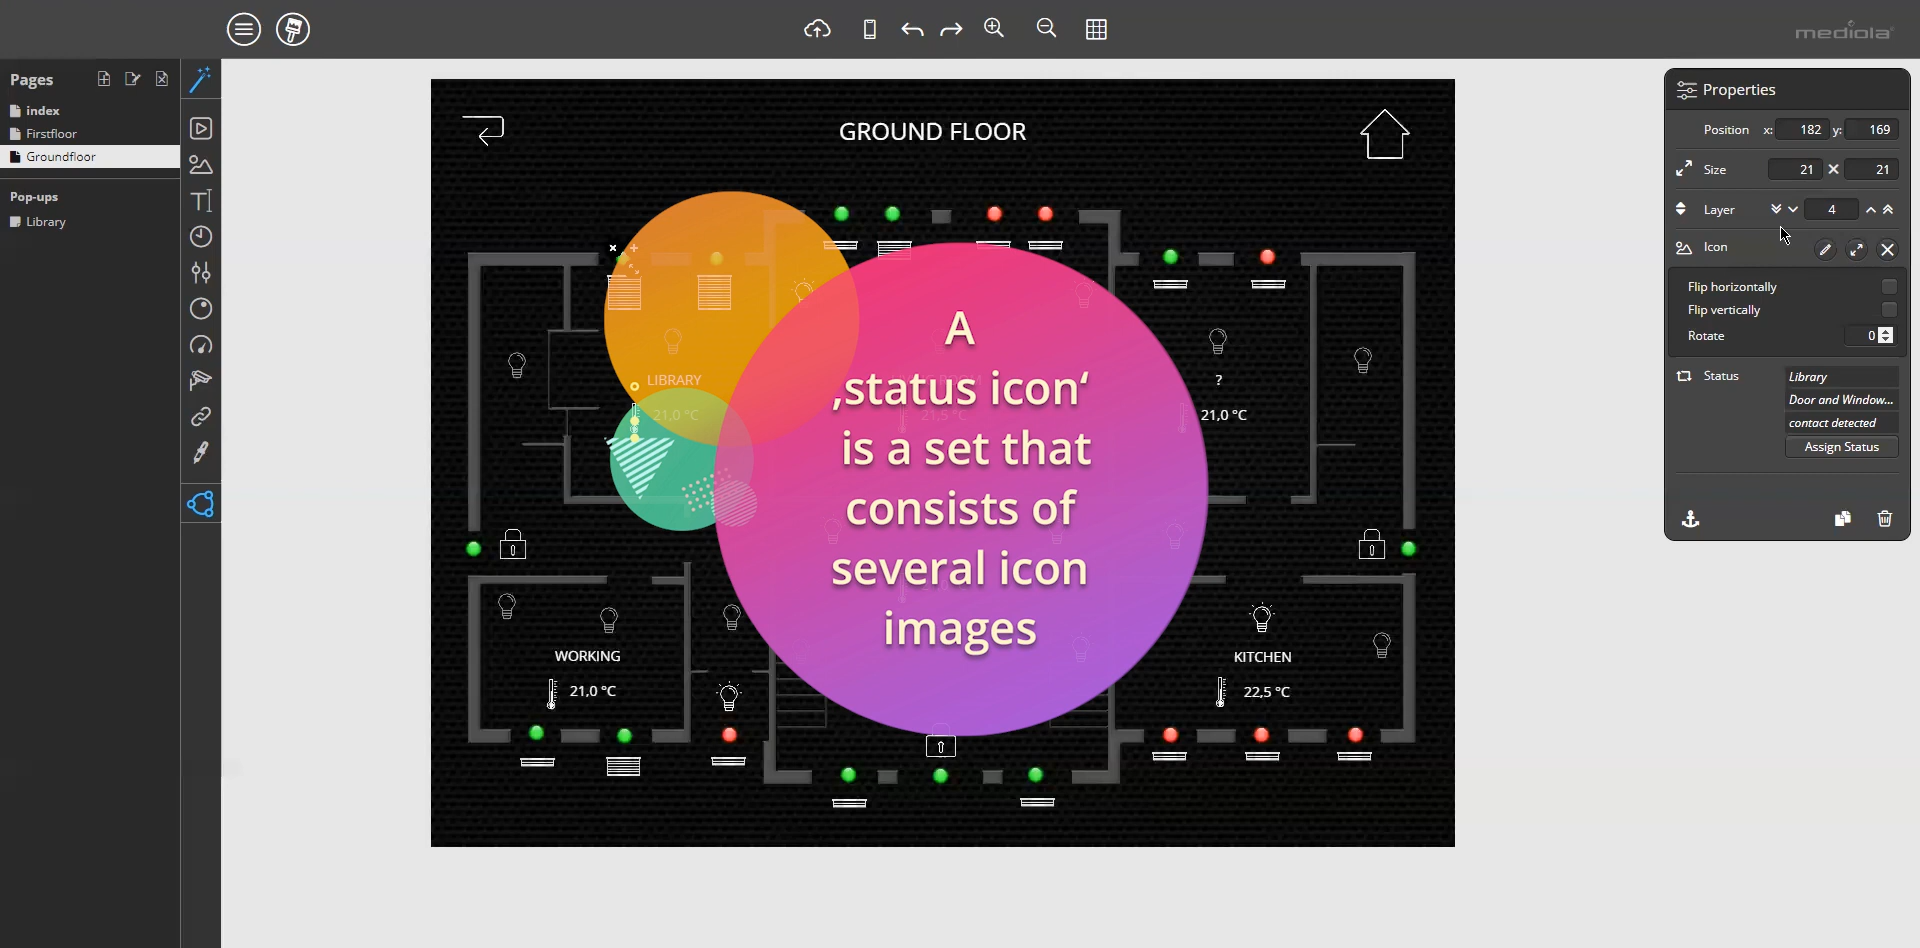 mediola
Pages
index
Firstfloor
Groundfloor
Pop-ups
Library
GROUND FLOOR
LIBRARY
21,0 °C
21,5 °C
?
21,0 °C
WORKING
21,0 °C
KITCHEN
22,5 °C
A
‚status icon‘
is a set that
consists of
several icon
images
Properties
Position x: 182 y: 169
Size 21 × 21
Layer 4
Icon
Flip horizontally
Flip vertically
Rotate 0
Status Library
Door and Window...
contact detected
Assign Status